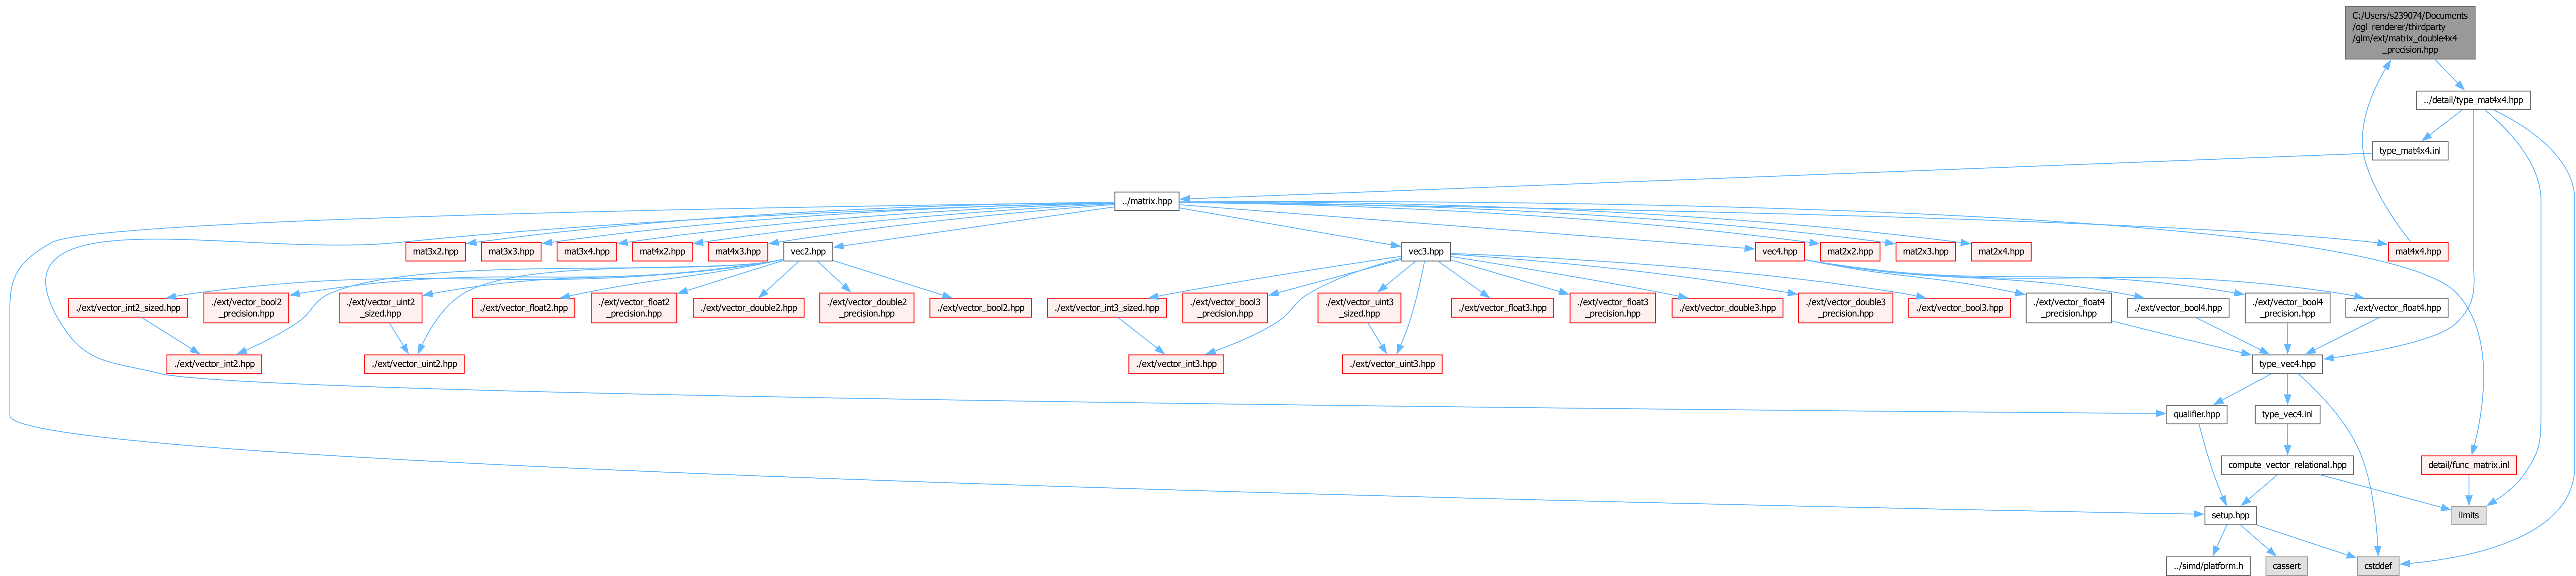 C:/Users/s239074/Documents
/ogl_renderer/thirdparty
/glm/ext/matrix_double4x4
_precision.hpp
../detail/type_mat4x4.hpp
type_mat4x4.inl
../matrix.hpp
mat3x2.hpp
mat3x3.hpp
mat3x4.hpp
mat4x2.hpp
mat4x3.hpp
vec2.hpp
vec3.hpp
vec4.hpp
mat2x2.hpp
mat2x3.hpp
mat2x4.hpp
mat4x4.hpp
./ext/vector_int2_sized.hpp
./ext/vector_bool2
_precision.hpp
./ext/vector_uint2
_sized.hpp
./ext/vector_float2.hpp
./ext/vector_float2
_precision.hpp
./ext/vector_double2.hpp
./ext/vector_double2
_precision.hpp
./ext/vector_bool2.hpp
./ext/vector_int3_sized.hpp
./ext/vector_bool3
_precision.hpp
./ext/vector_uint3
_sized.hpp
./ext/vector_float3.hpp
./ext/vector_float3
_precision.hpp
./ext/vector_double3.hpp
./ext/vector_double3
_precision.hpp
./ext/vector_bool3.hpp
./ext/vector_float4
_precision.hpp
./ext/vector_bool4.hpp
./ext/vector_bool4
_precision.hpp
./ext/vector_float4.hpp
./ext/vector_int2.hpp
./ext/vector_uint2.hpp
./ext/vector_int3.hpp
./ext/vector_uint3.hpp
type_vec4.hpp
qualifier.hpp
type_vec4.inl
compute_vector_relational.hpp
detail/func_matrix.inl
setup.hpp
limits
../simd/platform.h
cassert
cstddef